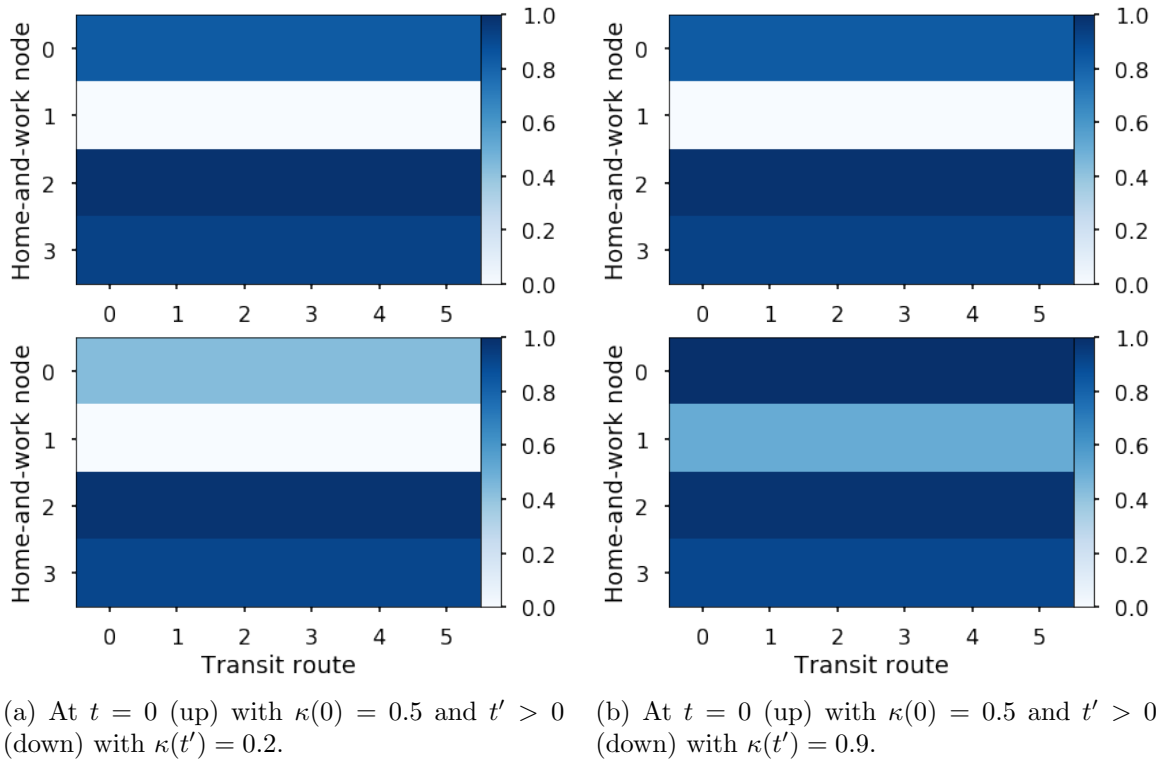 Home-and-work node
0
1
2
3
0 1 2 3 4 5
1.0
0.8
0.6
0.4
0.2
0.0
Home-and-work node
0
1
2
3
0 1 2 3 4 5
1.0
0.8
0.6
0.4
0.2
0.0
Home-and-work node
0
1
2
3
0 1 2 3 4 5
Transit route
1.0
0.8
0.6
0.4
0.2
0.0
Home-and-work node
0
1
2
3
0 1 2 3 4 5
Transit route
1.0
0.8
0.6
0.4
0.2
0.0
(a) At t = 0 (up) with κ(0) = 0.5 and t′ > 0
(down) with κ(t′) = 0.2.
(b) At t = 0 (up) with κ(0) = 0.5 and t′ > 0
(down) with κ(t′) = 0.9.